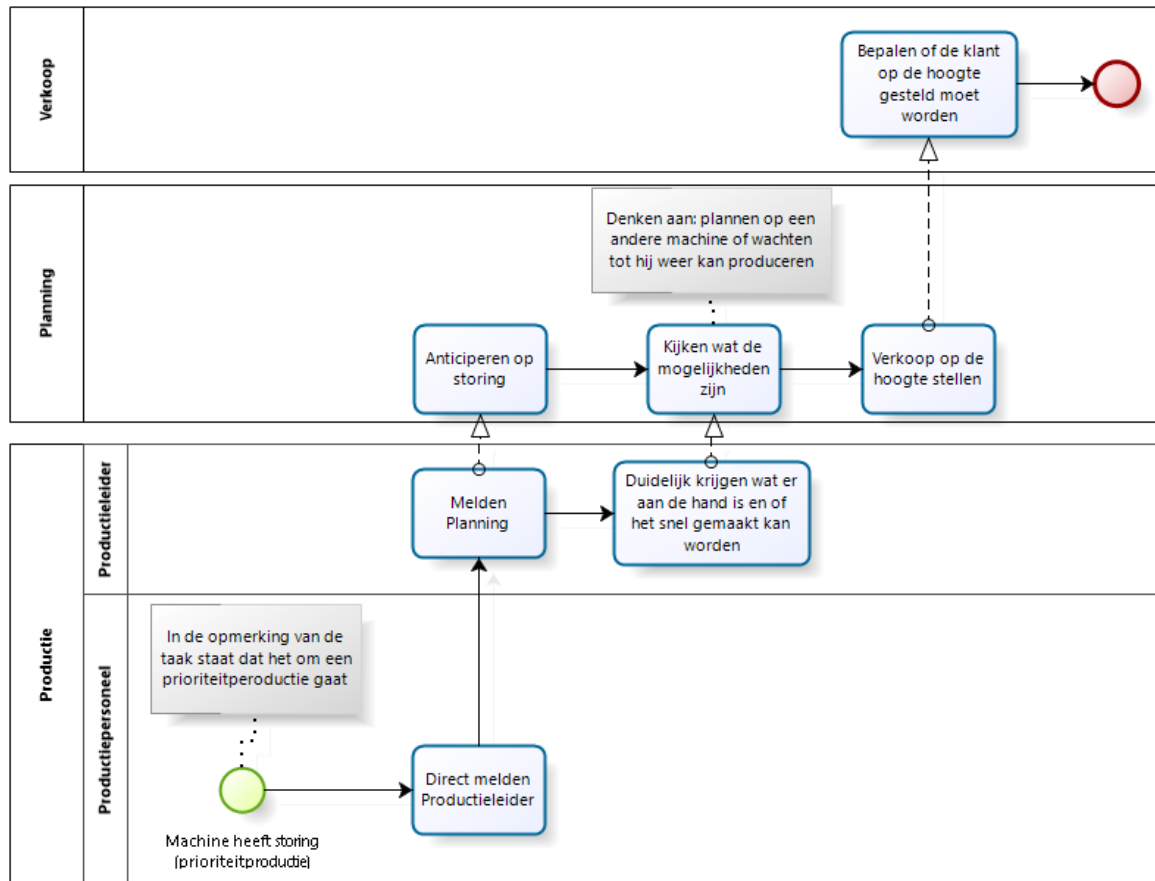 Verkoop
Bepalen of de klant
op de hoogte
gesteld moet
worden
Planning
Denken aan: plannen op een
andere machine of wachten
tot hij weer kan produceren
Anticiperen op
storing
Kijken wat de
mogelijkheden
zijn
Verkoop op de
hoogte stellen
Productie
Productieleider
Melden
Planning
Duidelijk krijgen wat er
aan de hand is en of
het snel gemaakt kan
worden
Productiepersoneel
In de opmerking van de
taak staat dat het om een
prioriteitperoductie gaat
Direct melden
Productieleider
Machine heeft storing
(prioriteitproductie)